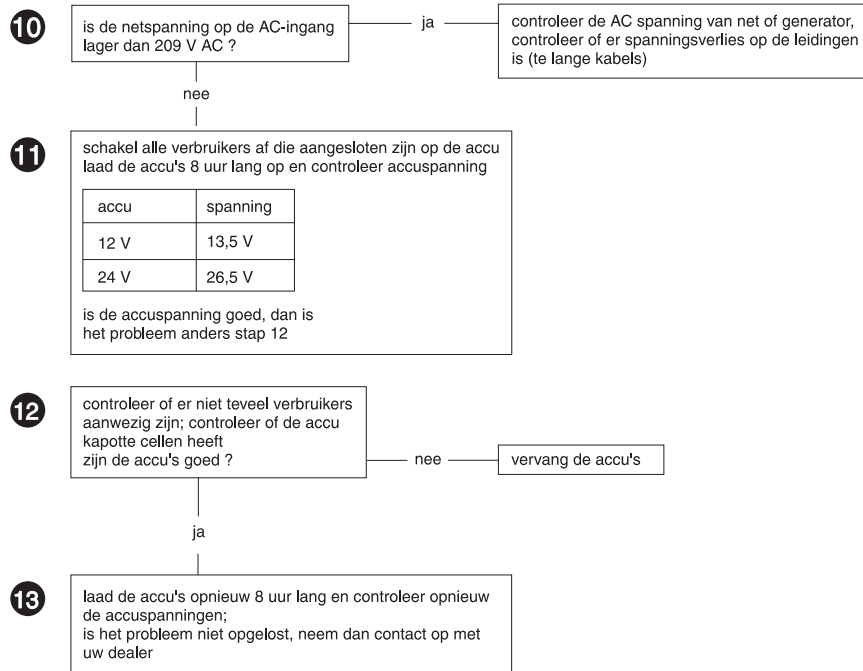 10
is de netspanning op de AC-ingang
lager dan 209 V AC ?
ja
controleer de AC spanning van net of generator,
controleer of er spanningsverlies op de leidingen
is (te lange kabels)
nee
11
schakel alle verbruikers af die aangesloten zijn op de accu
laad de accu's 8 uur lang op en controleer accuspanning
accu spanning
12 V 13,5 V
24 V 26,5 V
is de accuspanning goed, dan is
het probleem anders stap 12
12
controleer of er niet teveel verbruikers
aanwezig zijn; controleer of de accu
kapotte cellen heeft
zijn de accu's goed ?
nee
vervang de accu's
ja
13
laad de accu's opnieuw 8 uur lang en controleer opnieuw
de accuspanningen;
is het probleem niet opgelost, neem dan contact op met
uw dealer